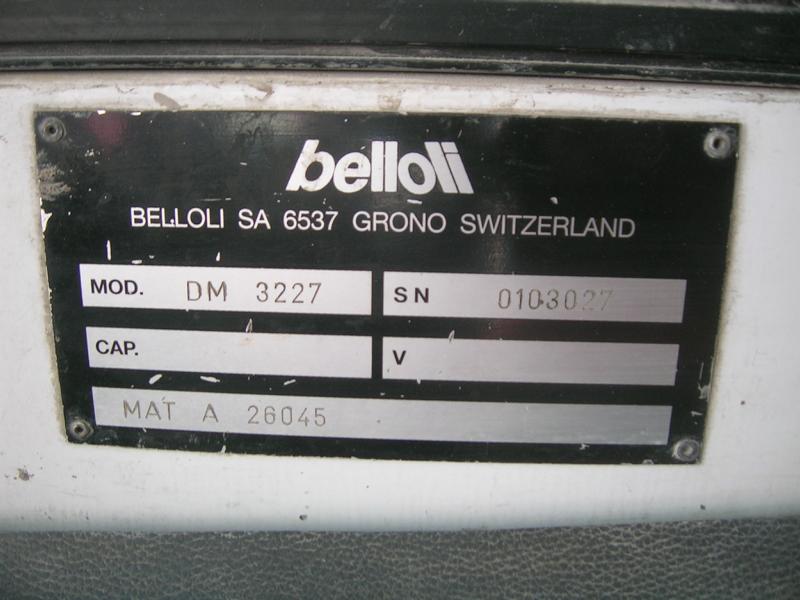 belloli
BELLOLI SA 6537 GRONO SWITZERLAND
MOD. DM 3227 SN 0103027
CAP. V
MAT A 26045